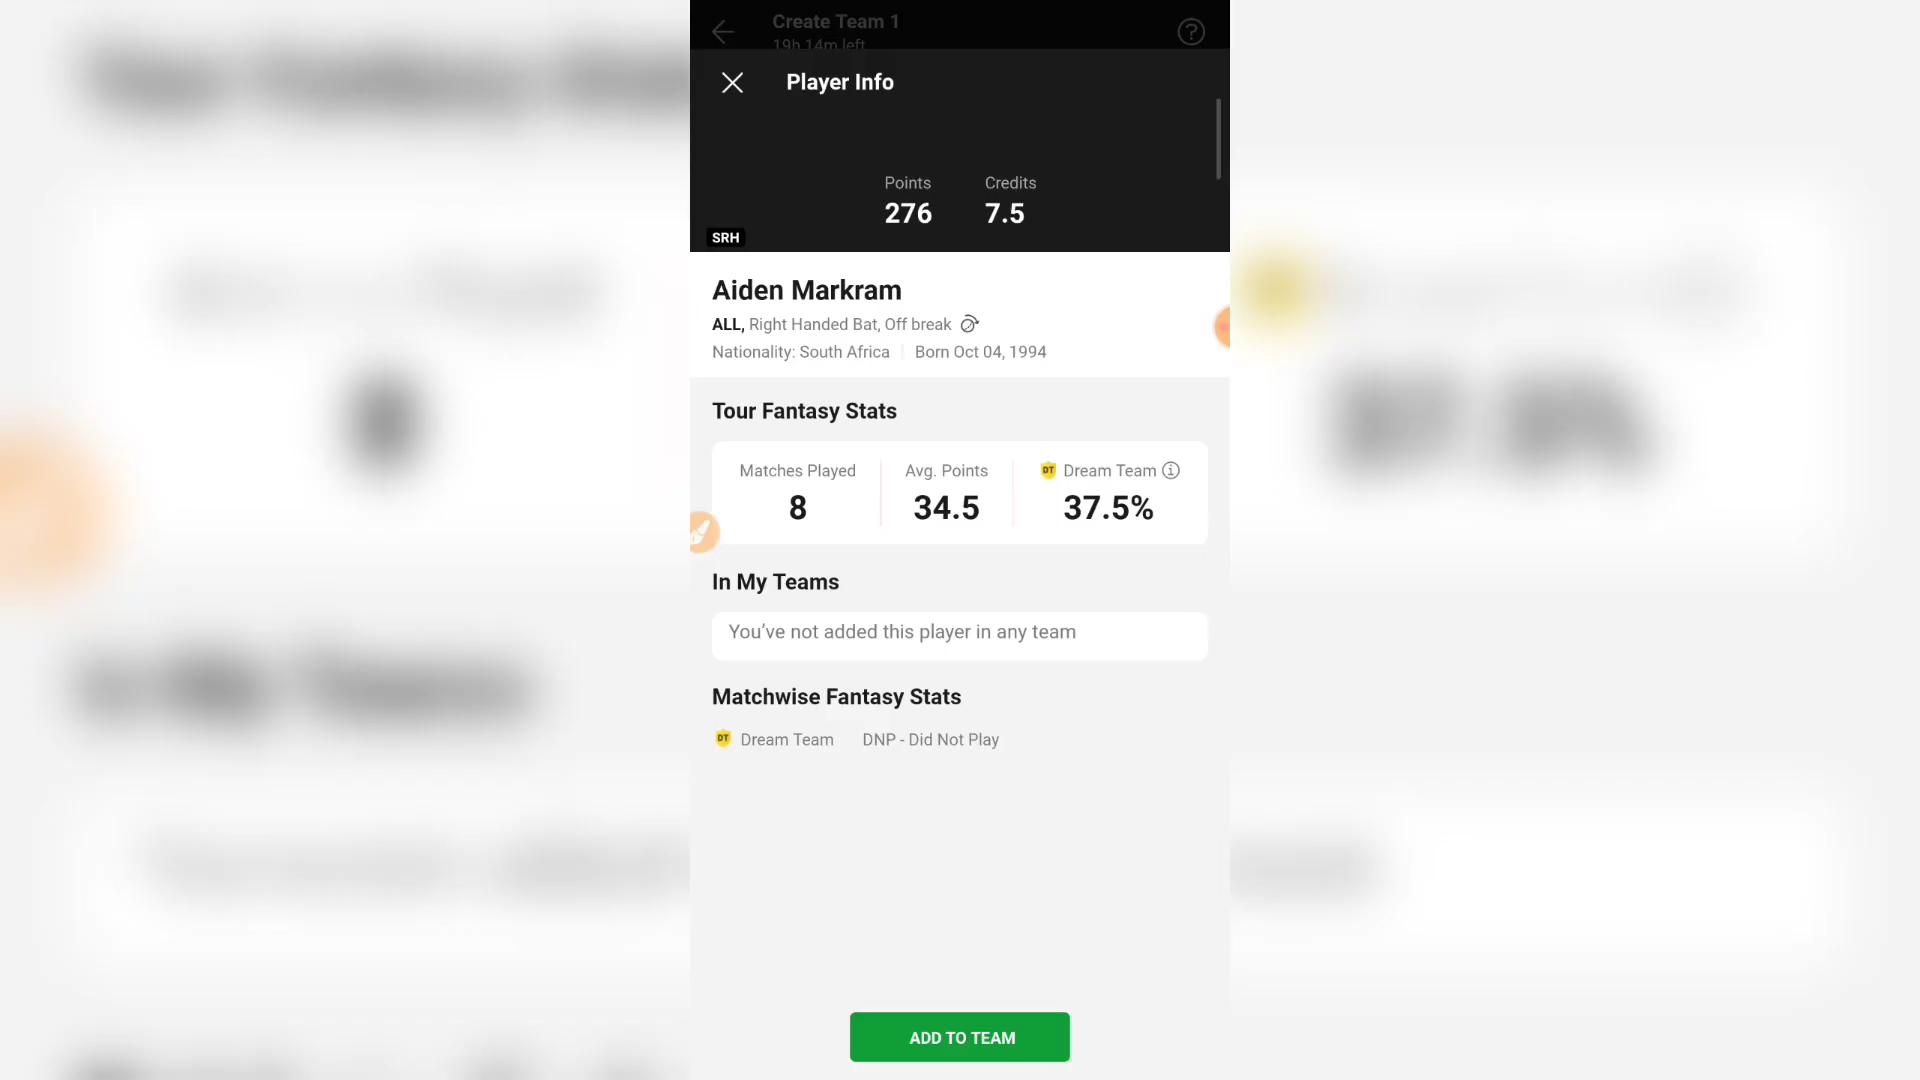 Create Team 1
19h 14m left
Player Info
Points
Credits
276
7.5
SRH
Aiden Markram
ALL, Right Handed Bat, Off break
Nationality: South Africa
Born Oct 04, 1994
Tour Fantasy Stats
Matches Played
Avg. Points
DT Dream Team
8
34.5
37.5%
In My Teams
You've not added this player in any team
Matchwise Fantasy Stats
DT Dream Team
DNP - Did Not Play
ADD TO TEAM